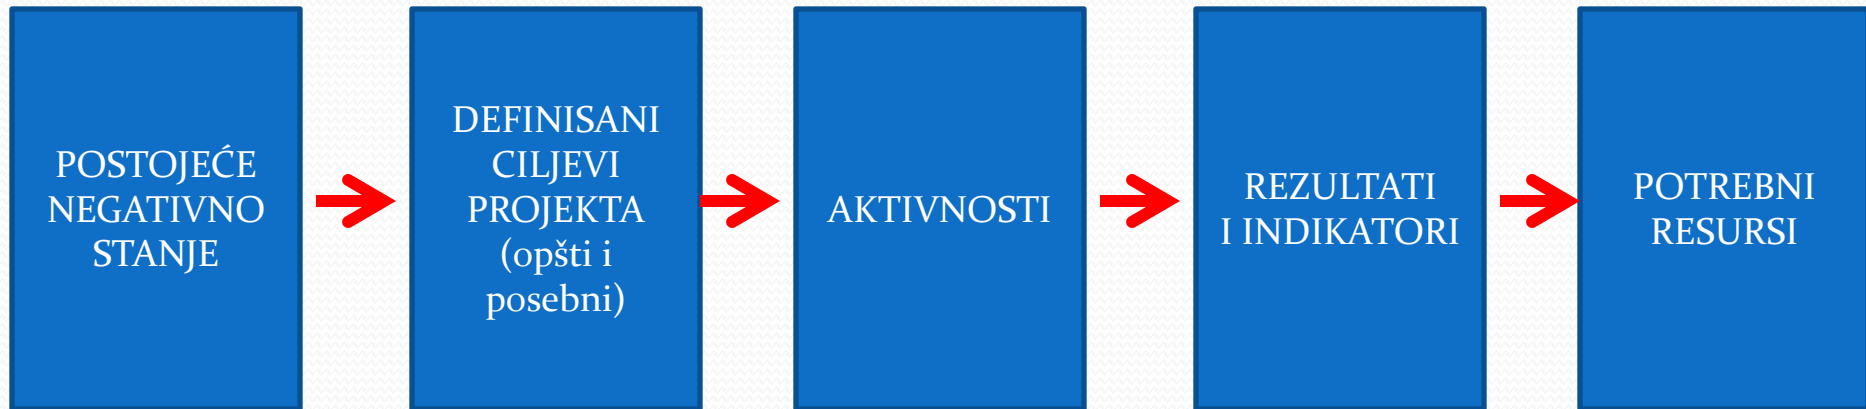 POSTOJEĆE
NEGATIVNO
STANJE
DEFINISANI
CILJEVI
PROJEKTA
(opšti i
posebni)
AKTIVNOSTI
REZULTATI
I INDIKATORI
POTREBNI
RESURSI